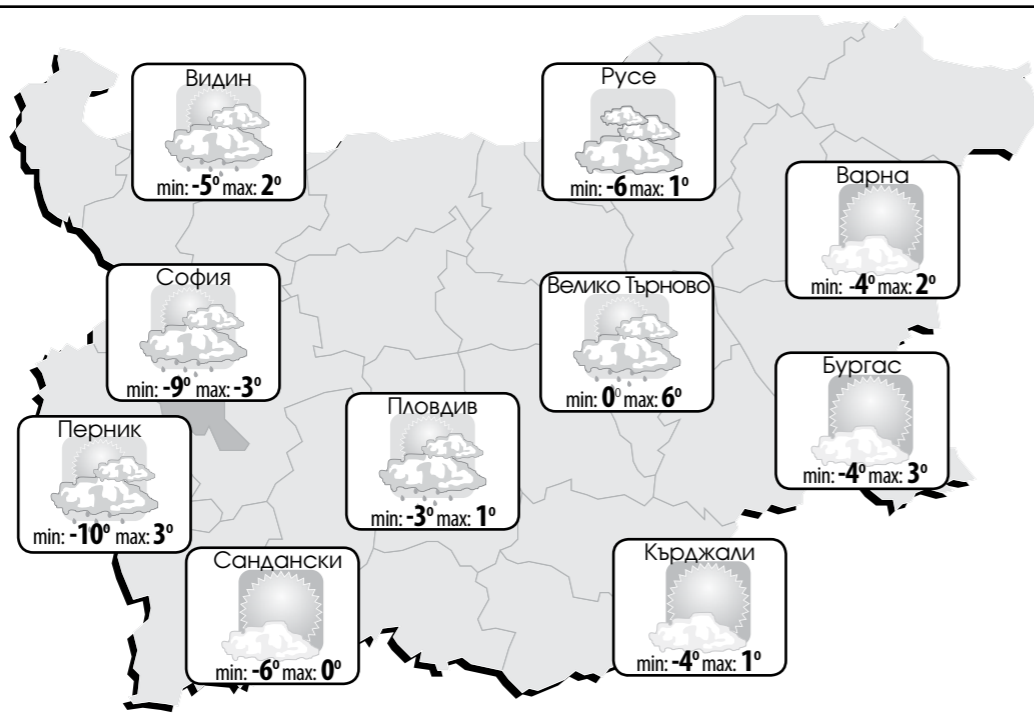 Видин
min: -5° max: 2°
Русе
min: -6 max: 1°
Варна
min: -4° max: 2°
София
min: -9° max: -3°
Велико Търново
min: 0° max: 6°
Бургас
min: -4° max: 3°
Пловдив
min: -3° max: 1°
Перник
min: -10° max: 3°
Сандански
min: -6° max: 0°
Кърджали
min: -4° max: 1°